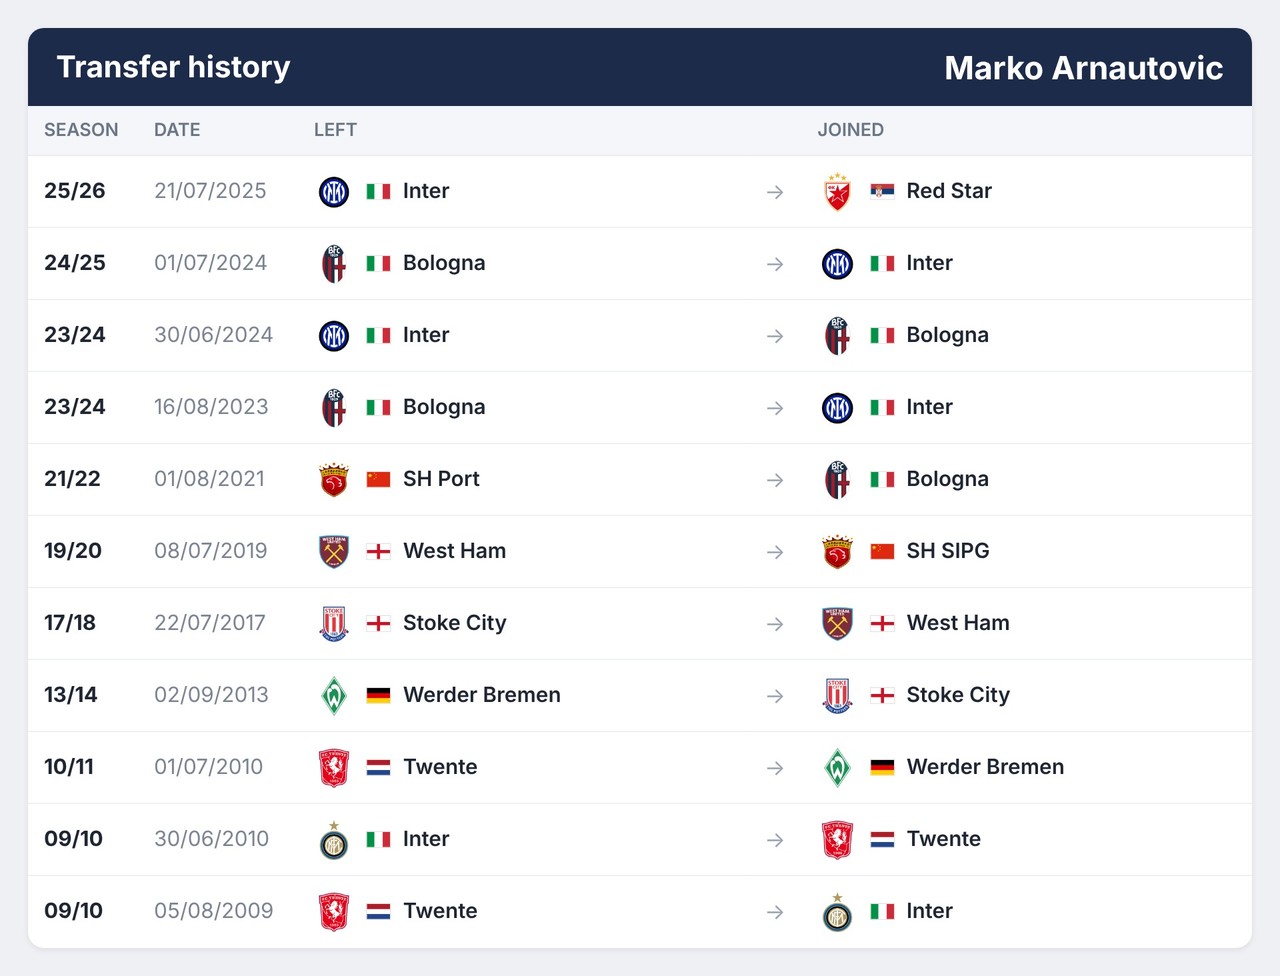 Transfer history Marko Arnautovic
SEASON DATE LEFT JOINED
25/26 21/07/2025 Inter → Red Star
24/25 01/07/2024 Bologna → Inter
23/24 30/06/2024 Inter → Bologna
23/24 16/08/2023 Bologna → Inter
21/22 01/08/2021 SH Port → Bologna
19/20 08/07/2019 West Ham → SH SIPG
17/18 22/07/2017 Stoke City → West Ham
13/14 02/09/2013 Werder Bremen → Stoke City
10/11 01/07/2010 Twente → Werder Bremen
09/10 30/06/2010 Inter → Twente
09/10 05/08/2009 Twente → Inter